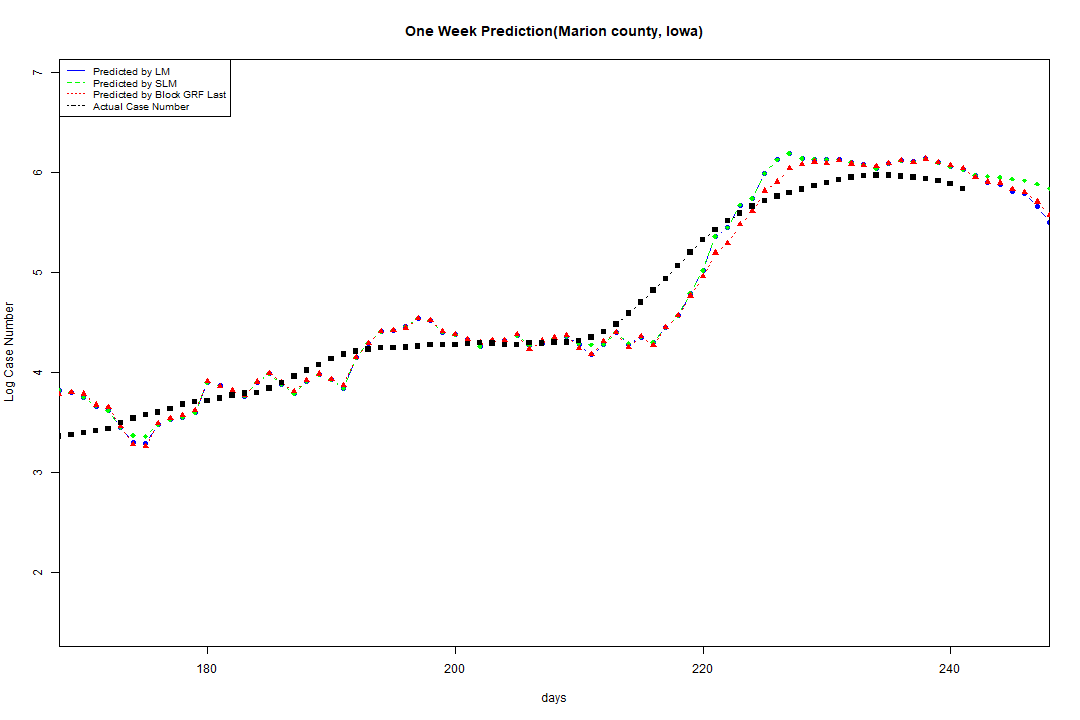 One Week Prediction(Marion county, Iowa)
Predicted by LM
Predicted by SLM
Predicted by Block GRF Last
Actual Case Number
7
6
5
4
3
2
Log Case Number
180 200 220 240
days